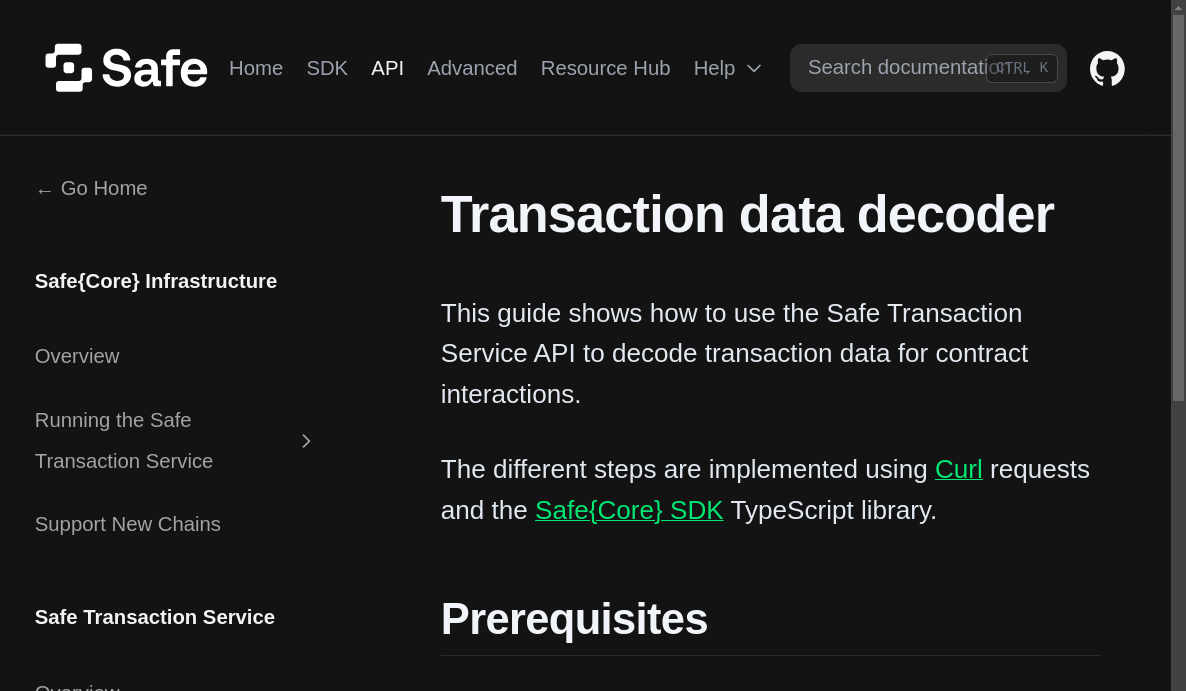 Safe
Home SDK API Advanced Resource Hub Help
Search documentation… CTRL K
← Go Home
Safe{Core} Infrastructure
Overview
Running the Safe
Transaction Service
Support New Chains
Safe Transaction Service
Overview
Transaction data decoder
This guide shows how to use the Safe Transaction
Service API to decode transaction data for contract
interactions.
The different steps are implemented using Curl requests
and the Safe{Core} SDK TypeScript library.
Prerequisites